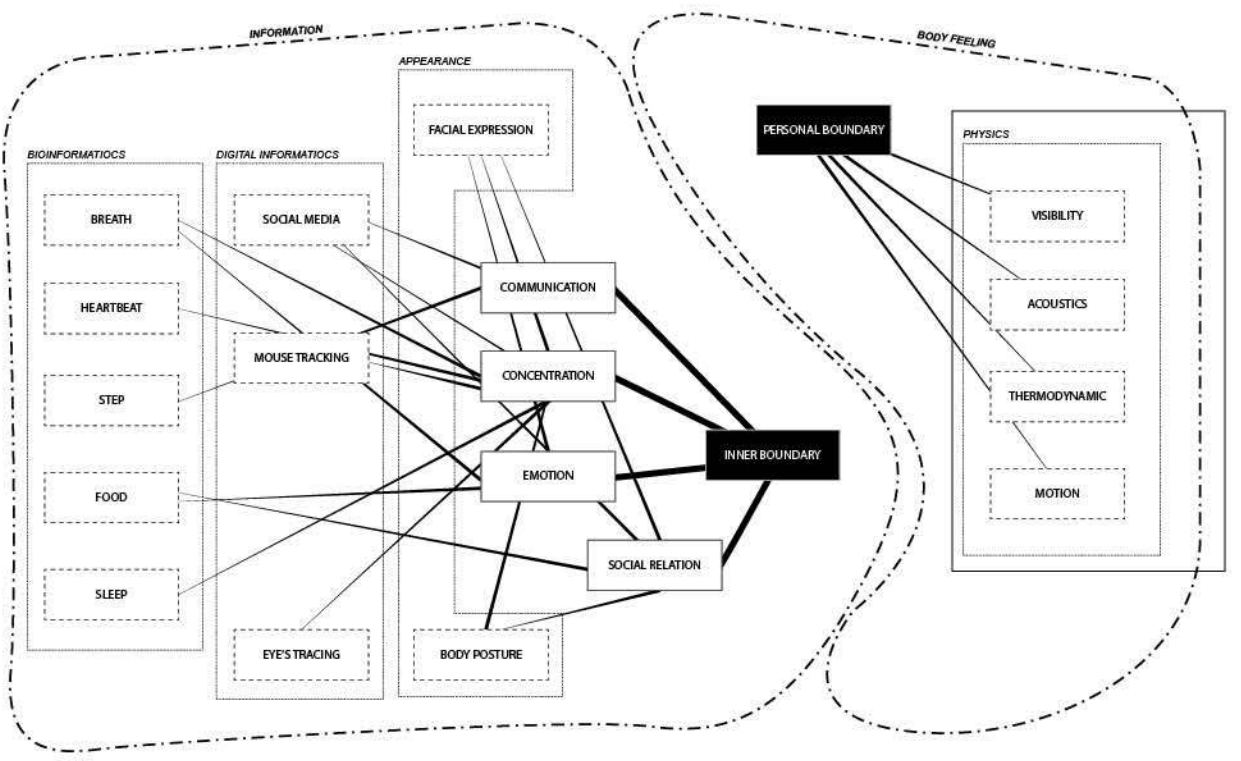 INFORMATION
BODY FEELING
APPEARANCE
FACIAL EXPRESSION
PERSONAL BOUNDARY
PHYSICS
BIOINFORMATIOCS
DIGITAL INFORMATIOCS
BREATH
SOCIAL MEDIA
VISIBILITY
COMMUNICATION
HEARTBEAT
ACOUSTICS
MOUSE TRACKING
CONCENTRATION
STEP
THERMODYNAMIC
INNER BOUNDARY
EMOTION
FOOD
MOTION
SOCIAL RELATION
SLEEP
EYE'S TRACING
BODY POSTURE